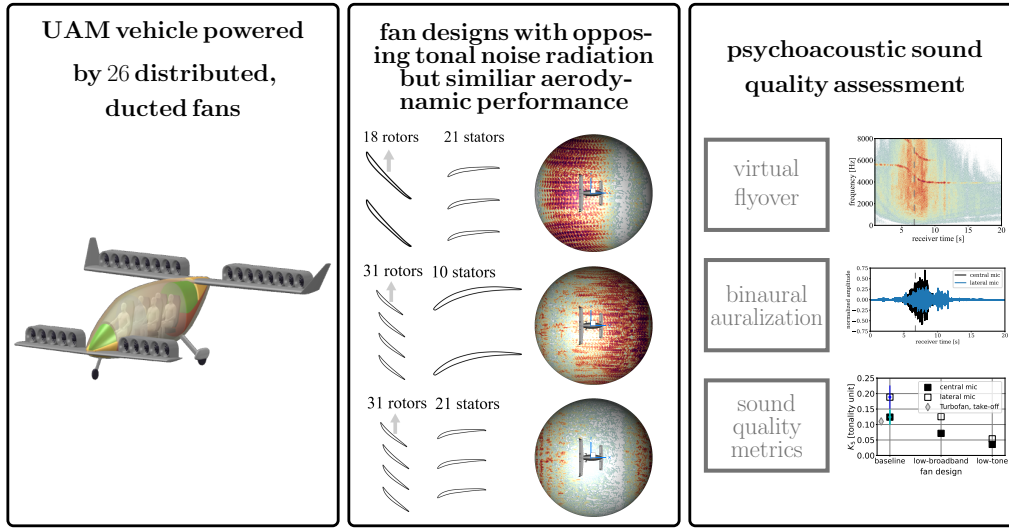 UAM vehicle powered
by 26 distributed,
ducted fans
fan designs with oppos-
ing tonal noise radiation
but similiar aerody-
namic performance
18 rotors
21 stators
31 rotors
10 stators
31 rotors
21 stators
psychoacoustic sound
quality assessment
virtual
flyover
frequency [Hz]
8000
6000
4000
2000
0
5
10
15
20
receiver time [s]
binaural
auralization
normalized amplitude
0.75
0.50
0.25
0.00
−0.25
−0.50
−0.75
central mic
lateral mic
0
5
10
15
20
receiver time [s]
sound
quality
metrics
K₅ [tonality unit]
0.25
0.20
0.15
0.10
0.05
0.00
central mic
lateral mic
Turbofan, take-off
baseline
low-broadband
low-tone
fan design